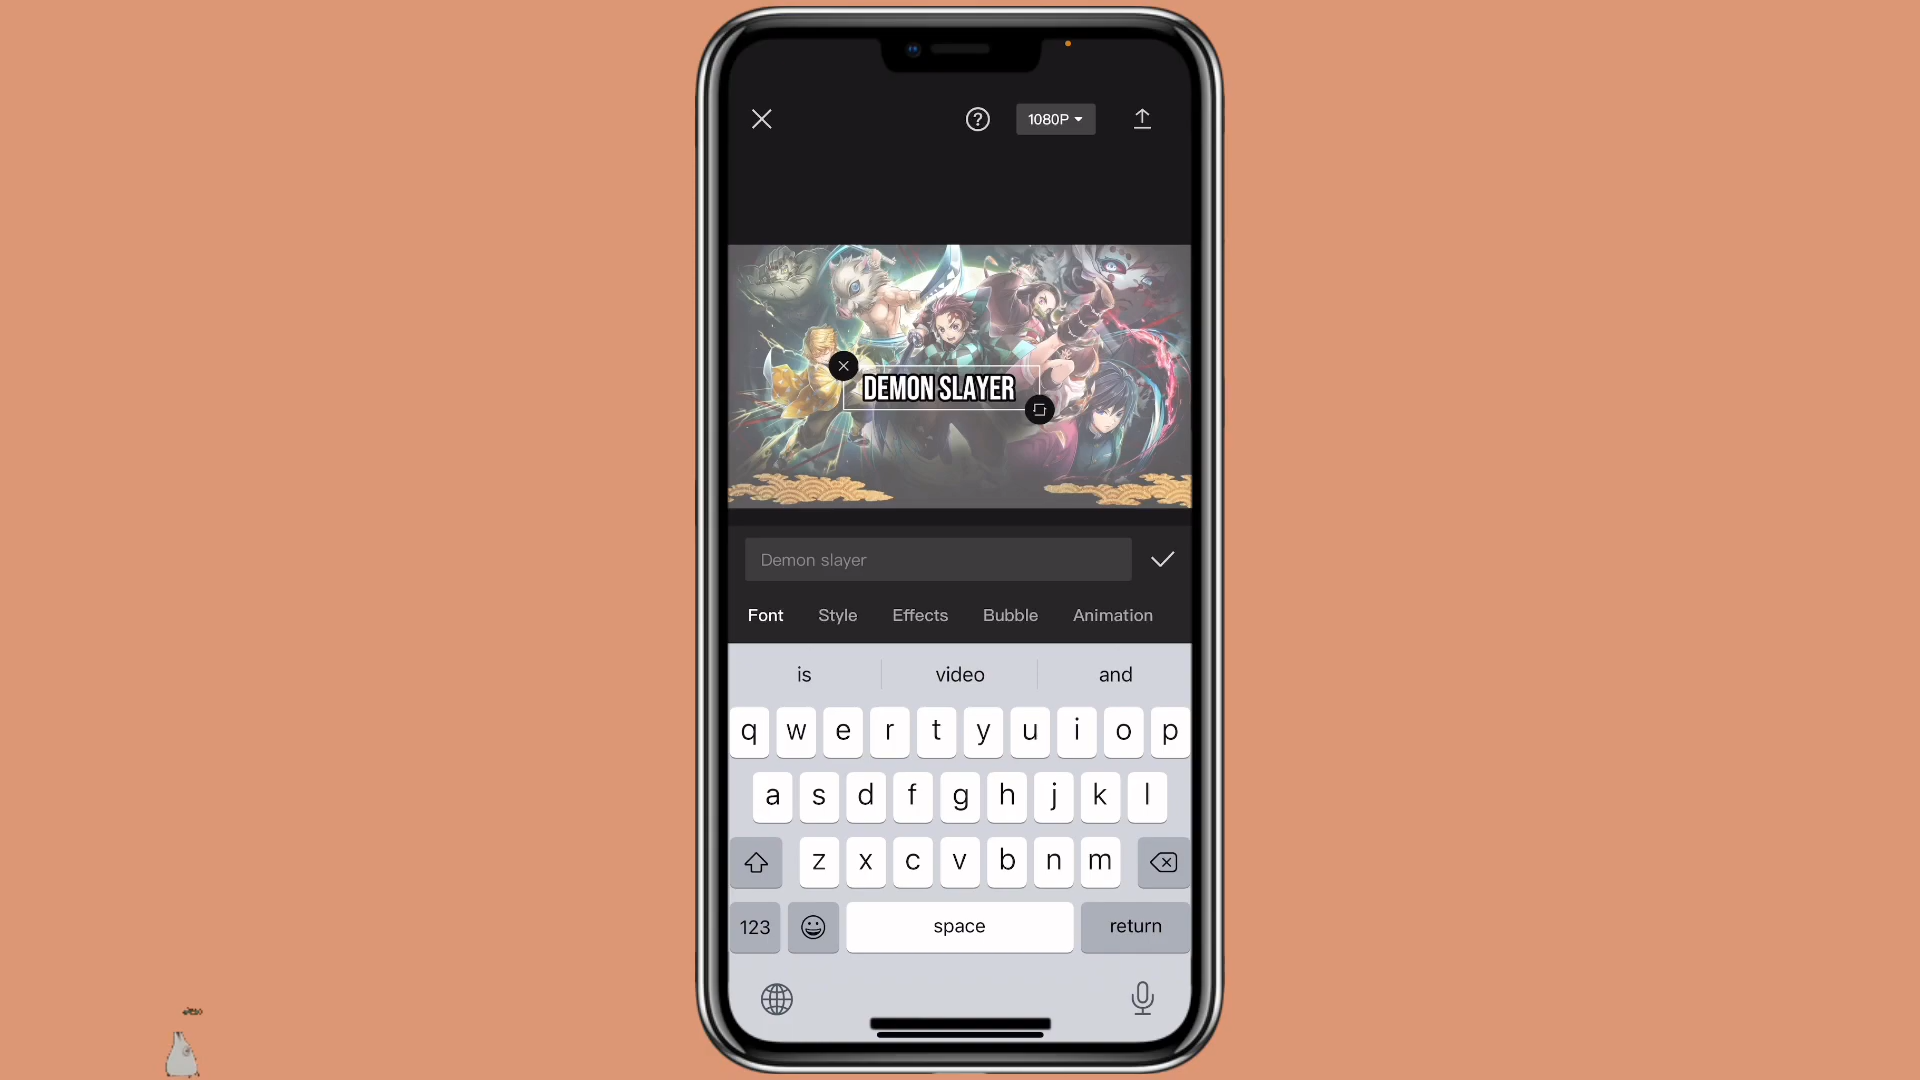 1080P
DEMON SLAYER
Demon slayer
Font Style Effects Bubble Animation
is video and
q w e r t y u i o p
a s d f g h j k l
z x c v b n m
123 space return